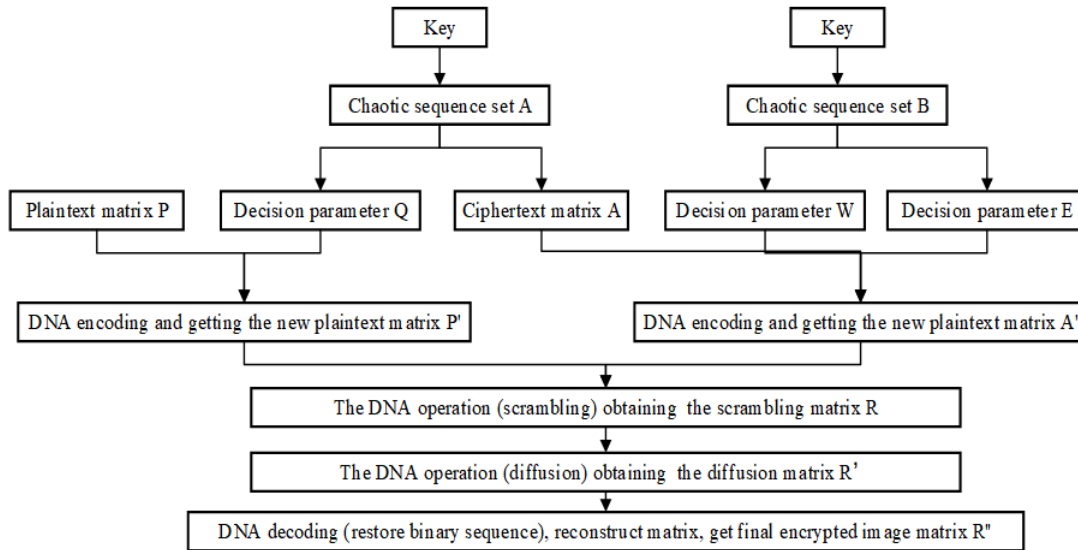 Key
Key
Chaotic sequence set A
Chaotic sequence set B
Plaintext matrix P
Decision parameter Q
Ciphertext matrix A
Decision parameter W
Decision parameter E
DNA encoding and getting the new plaintext matrix P'
DNA encoding and getting the new plaintext matrix A'
The DNA operation (scrambling) obtaining the scrambling matrix R
The DNA operation (diffusion) obtaining the diffusion matrix R’
DNA decoding (restore binary sequence), reconstruct matrix, get final encrypted image matrix R"